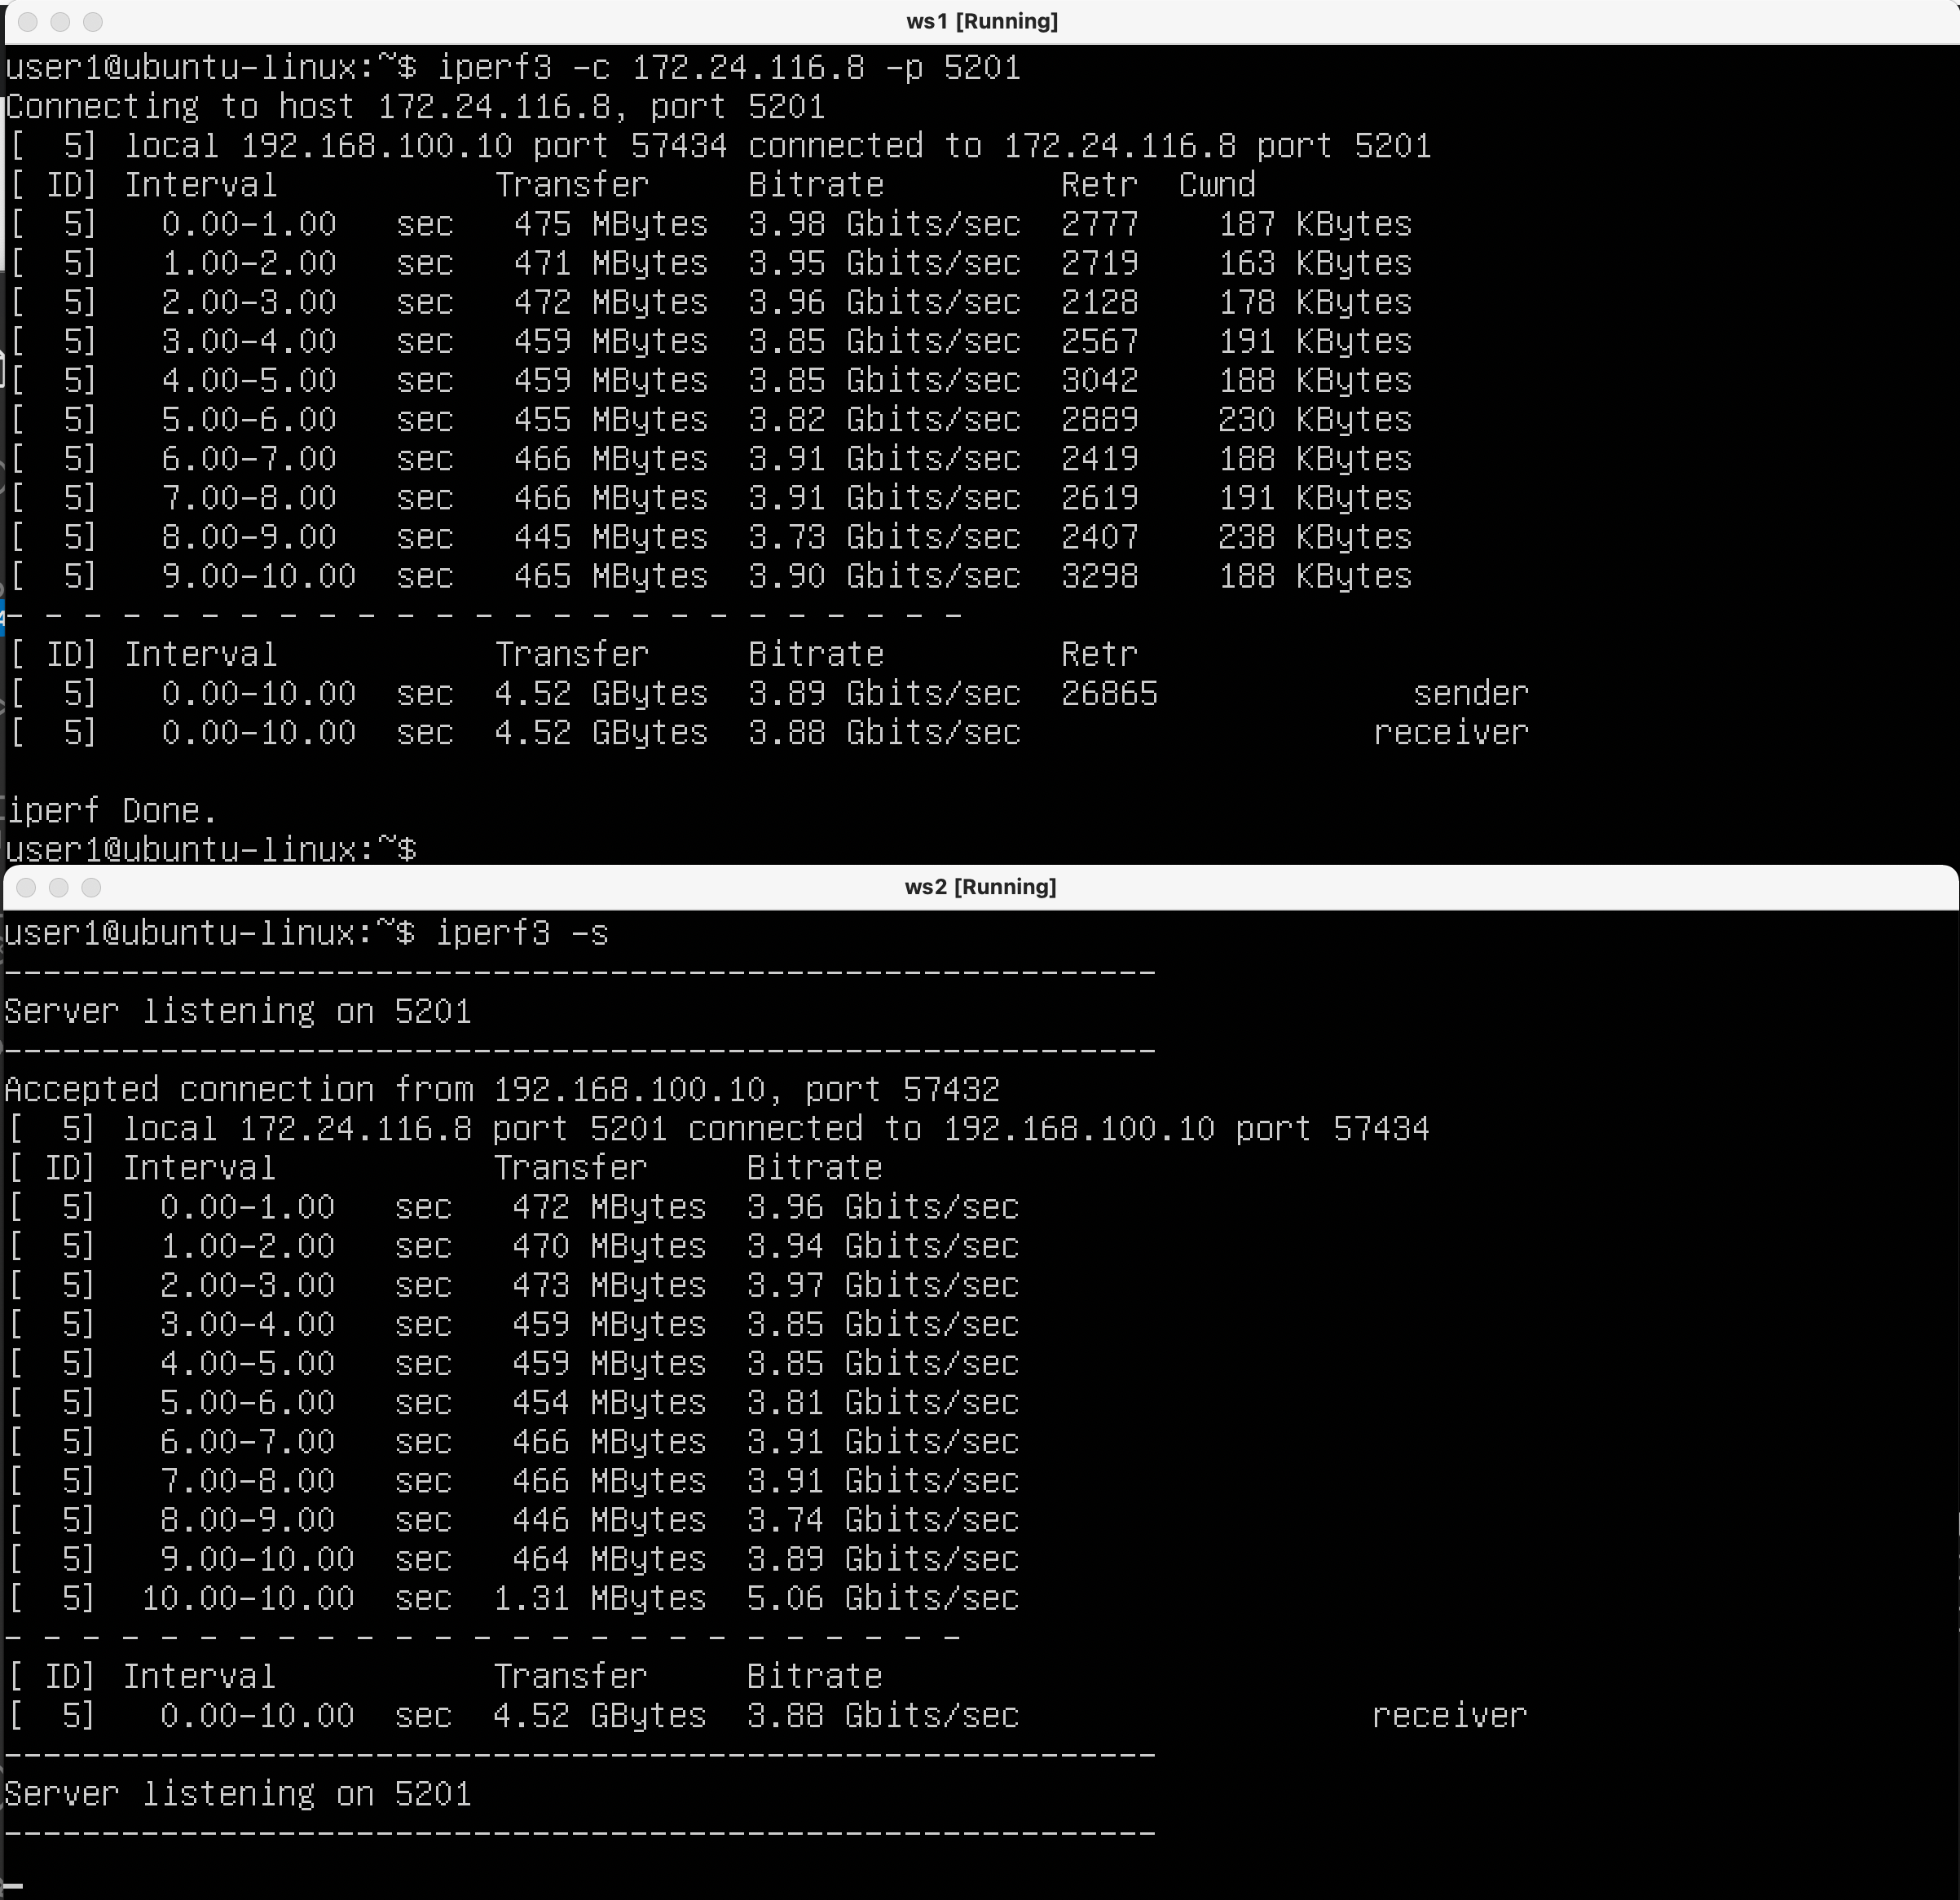 ws1 [Running]
user1@ubuntu-linux:~$ iperf3 -c 172.24.116.8 -p 5201
Connecting to host 172.24.116.8, port 5201
[  5] local 192.168.100.10 port 57434 connected to 172.24.116.8 port 5201
[ ID] Interval           Transfer     Bitrate         Retr  Cwnd
[  5]   0.00-1.00   sec   475 MBytes  3.98 Gbits/sec  2777    187 KBytes
[  5]   1.00-2.00   sec   471 MBytes  3.95 Gbits/sec  2719    163 KBytes
[  5]   2.00-3.00   sec   472 MBytes  3.96 Gbits/sec  2128    178 KBytes
[  5]   3.00-4.00   sec   459 MBytes  3.85 Gbits/sec  2567    191 KBytes
[  5]   4.00-5.00   sec   459 MBytes  3.85 Gbits/sec  3042    188 KBytes
[  5]   5.00-6.00   sec   455 MBytes  3.82 Gbits/sec  2889    230 KBytes
[  5]   6.00-7.00   sec   466 MBytes  3.91 Gbits/sec  2419    188 KBytes
[  5]   7.00-8.00   sec   466 MBytes  3.91 Gbits/sec  2619    191 KBytes
[  5]   8.00-9.00   sec   445 MBytes  3.73 Gbits/sec  2407    238 KBytes
[  5]   9.00-10.00  sec   465 MBytes  3.90 Gbits/sec  3298    188 KBytes
- - - - - - - - - - - - - - - - - - - - - - - - -
[ ID] Interval           Transfer     Bitrate         Retr
[  5]   0.00-10.00  sec  4.52 GBytes  3.89 Gbits/sec  26865             sender
[  5]   0.00-10.00  sec  4.52 GBytes  3.88 Gbits/sec                  receiver
iperf Done.
user1@ubuntu-linux:~$
ws2 [Running]
user1@ubuntu-linux:~$ iperf3 -s
-----------------------------------------------------------
Server listening on 5201
-----------------------------------------------------------
Accepted connection from 192.168.100.10, port 57432
[  5] local 172.24.116.8 port 5201 connected to 192.168.100.10 port 57434
[ ID] Interval           Transfer     Bitrate
[  5]   0.00-1.00   sec   472 MBytes  3.96 Gbits/sec
[  5]   1.00-2.00   sec   470 MBytes  3.94 Gbits/sec
[  5]   2.00-3.00   sec   473 MBytes  3.97 Gbits/sec
[  5]   3.00-4.00   sec   459 MBytes  3.85 Gbits/sec
[  5]   4.00-5.00   sec   459 MBytes  3.85 Gbits/sec
[  5]   5.00-6.00   sec   454 MBytes  3.81 Gbits/sec
[  5]   6.00-7.00   sec   466 MBytes  3.91 Gbits/sec
[  5]   7.00-8.00   sec   466 MBytes  3.91 Gbits/sec
[  5]   8.00-9.00   sec   446 MBytes  3.74 Gbits/sec
[  5]   9.00-10.00  sec   464 MBytes  3.89 Gbits/sec
[  5]  10.00-10.00  sec  1.31 MBytes  5.06 Gbits/sec
- - - - - - - - - - - - - - - - - - - - - - - - -
[ ID] Interval           Transfer     Bitrate
[  5]   0.00-10.00  sec  4.52 GBytes  3.88 Gbits/sec                  receiver
-----------------------------------------------------------
Server listening on 5201
-----------------------------------------------------------